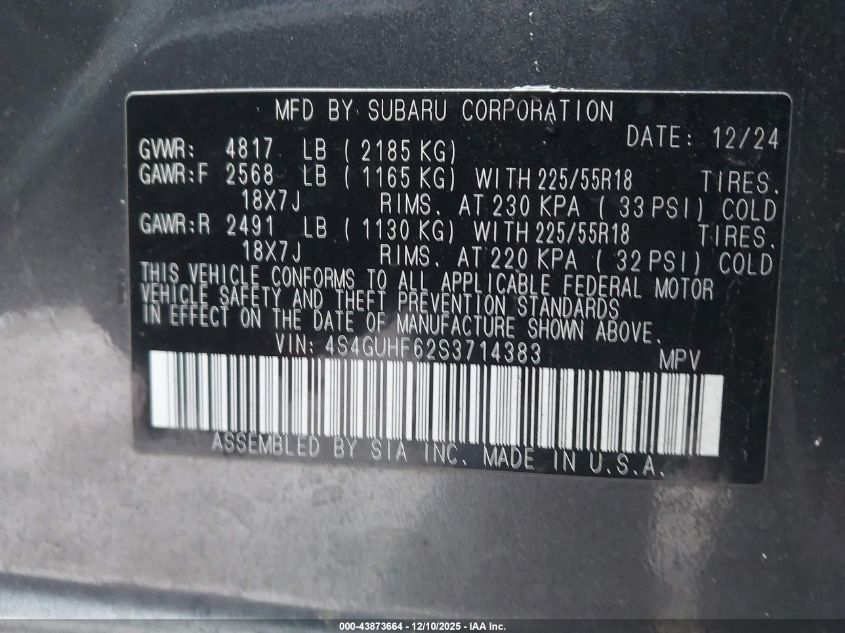 MFD BY SUBARU CORPORATION
DATE: 12/24
GVWR: 4817 LB ( 2185 KG)
GAWR:F 2568 LB ( 1165 KG) WITH 225/55R18 TIRES.
18X7J RIMS. AT 230 KPA ( 33 PSI) COLD
GAWR:R 2491 LB ( 1130 KG) WITH 225/55R18 TIRES.
18X7J RIMS. AT 220 KPA ( 32 PSI) COLD
THIS VEHICLE CONFORMS TO ALL APPLICABLE FEDERAL MOTOR
VEHICLE SAFETY AND THEFT PREVENTION STANDARDS
IN EFFECT ON THE DATE OF MANUFACTURE SHOWN ABOVE.
VIN: 4S4GUHF62S3714383 MPV
ASSEMBLED BY SIA INC. MADE IN U.S.A.
000-43873664 - 12/10/2025 - IAA Inc.